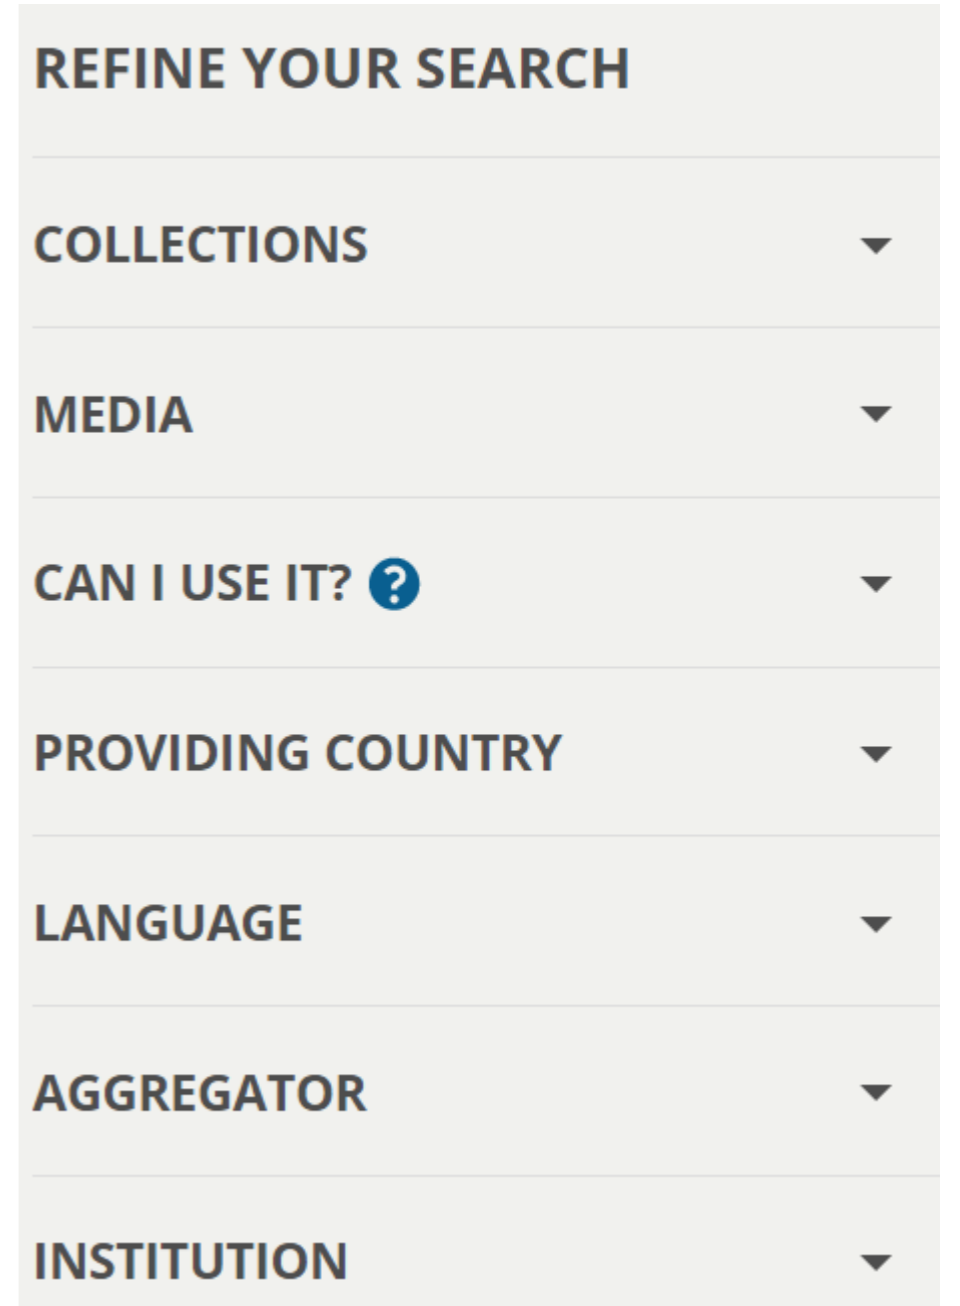 REFINE YOUR SEARCH
COLLECTIONS
MEDIA
CAN I USE IT? ?
PROVIDING COUNTRY
LANGUAGE
AGGREGATOR
INSTITUTION